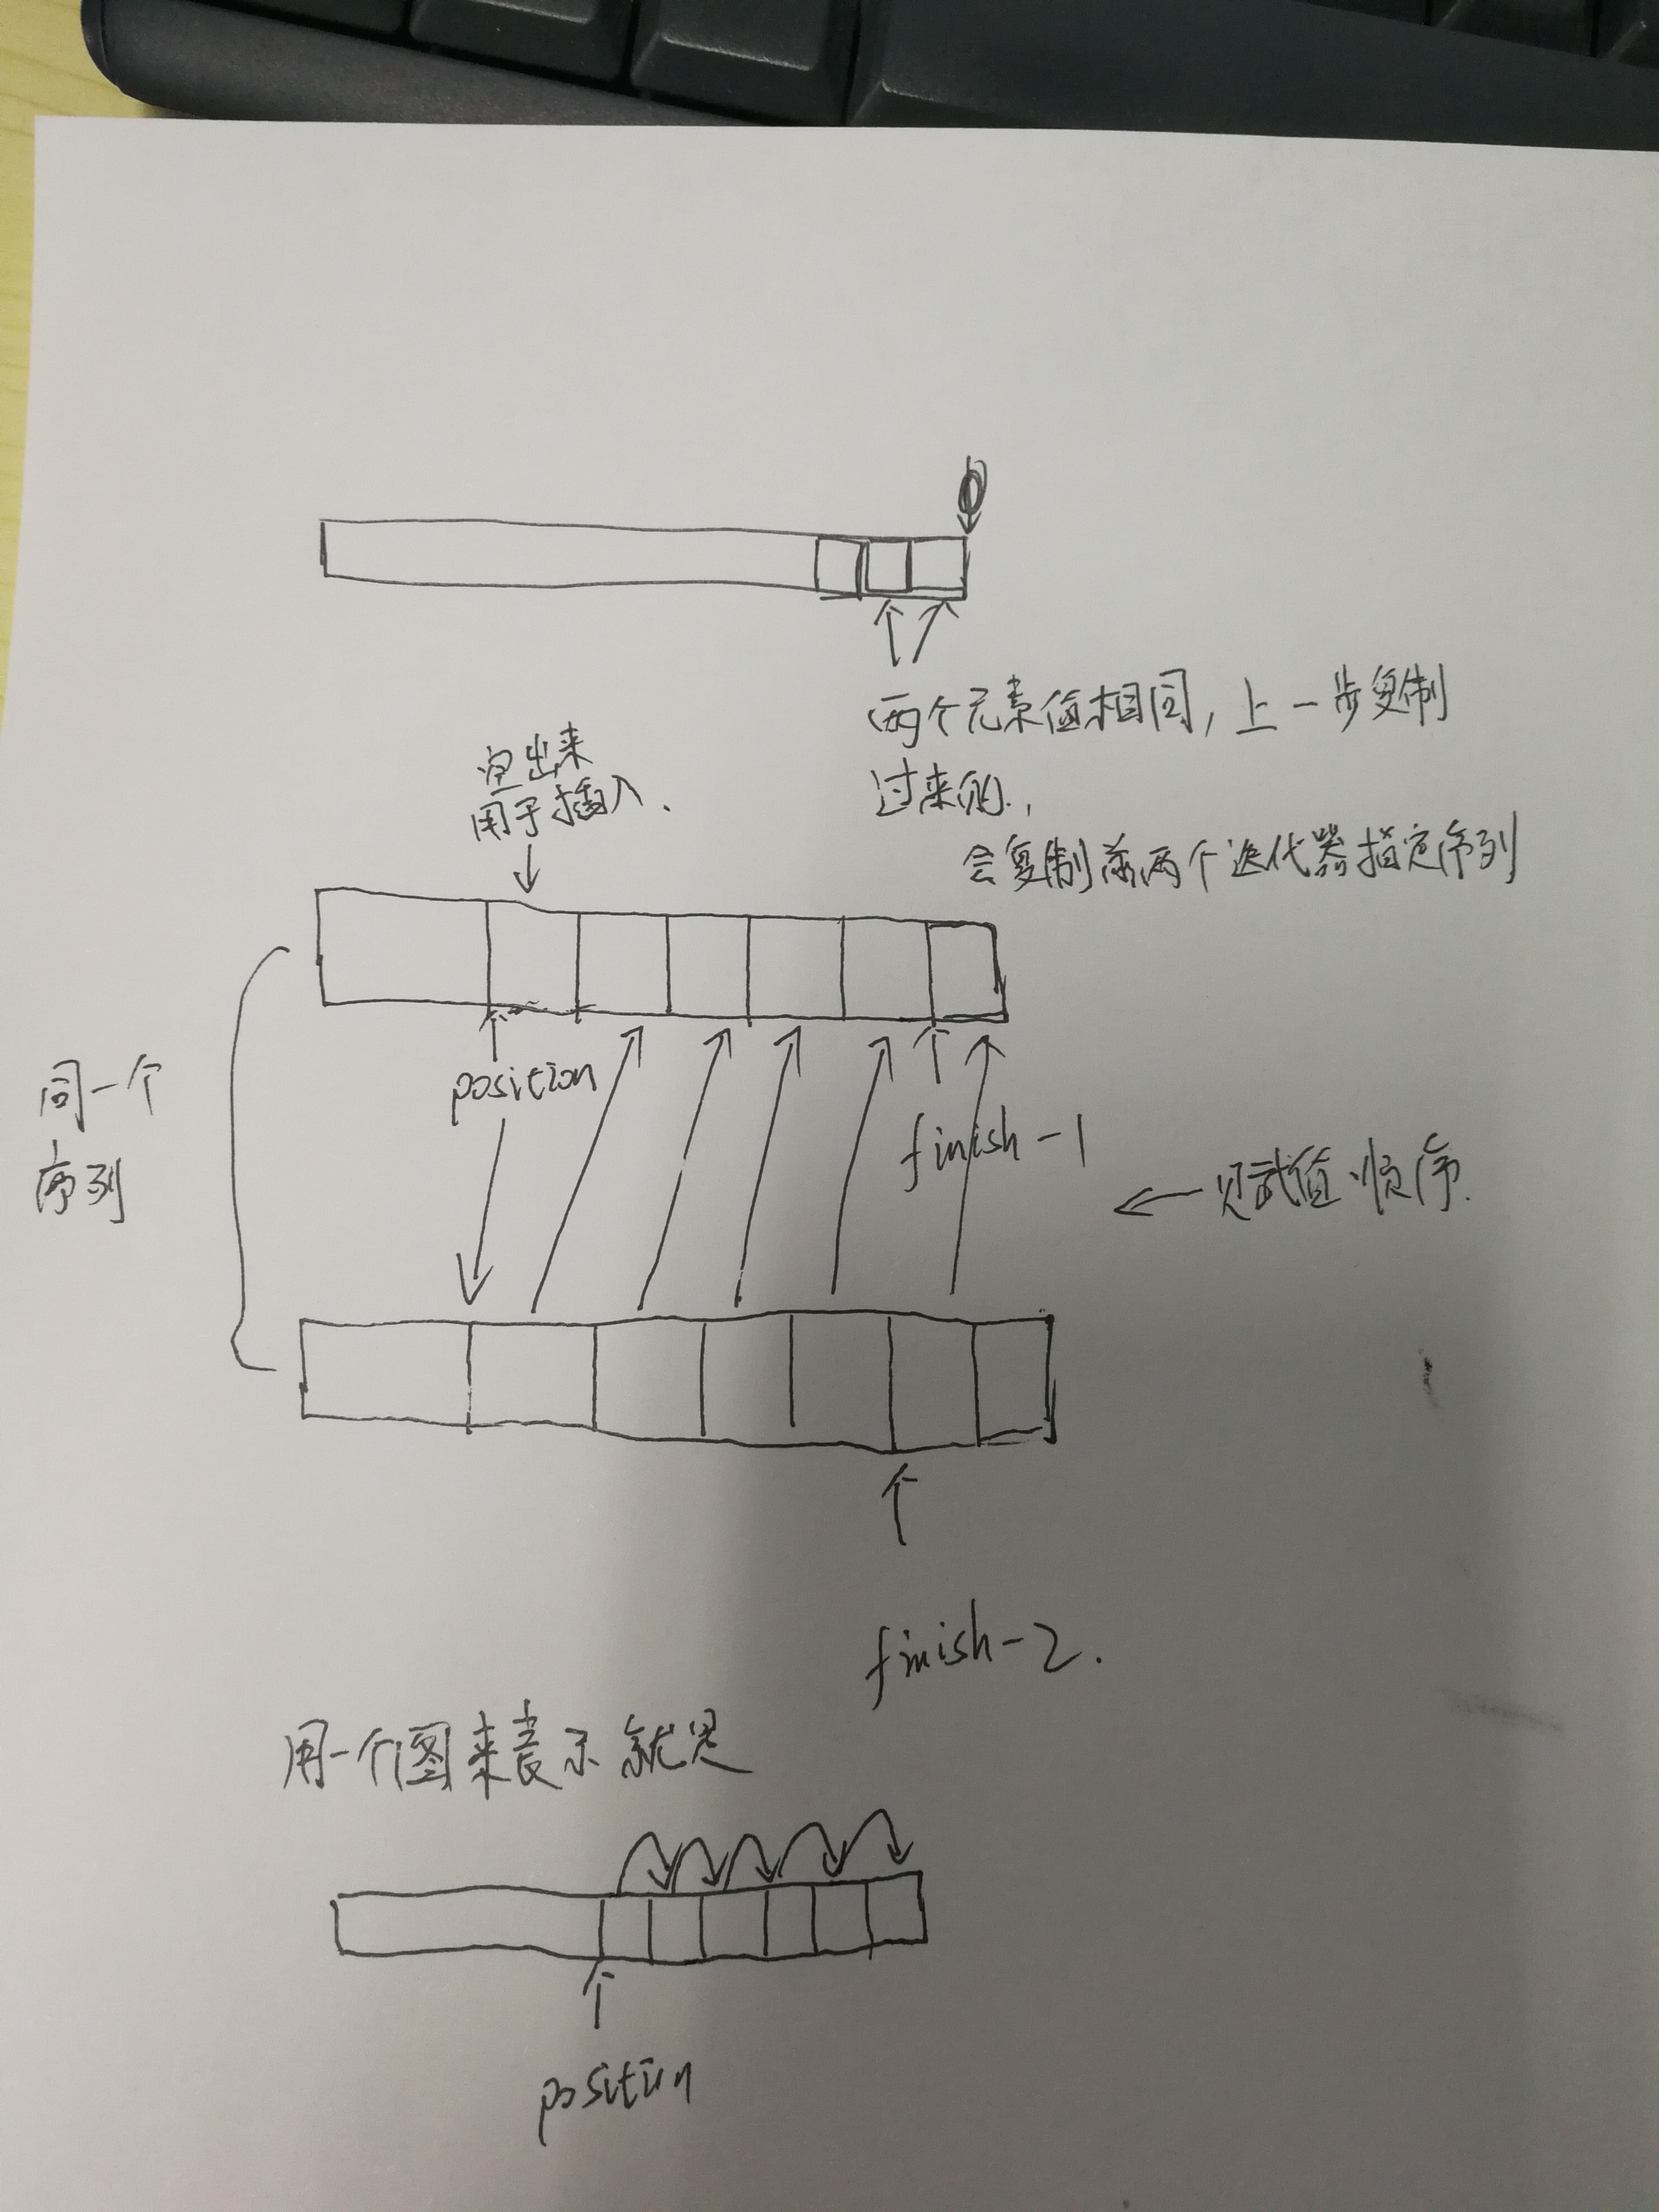 两个元素值相同，上一步复制
过来的，
会复制前两个迭代器指定序列
空出来
用于插入.
position
finish-1
同一个
序列
赋值顺序.
finish-2.
用一个图来表示就是
position